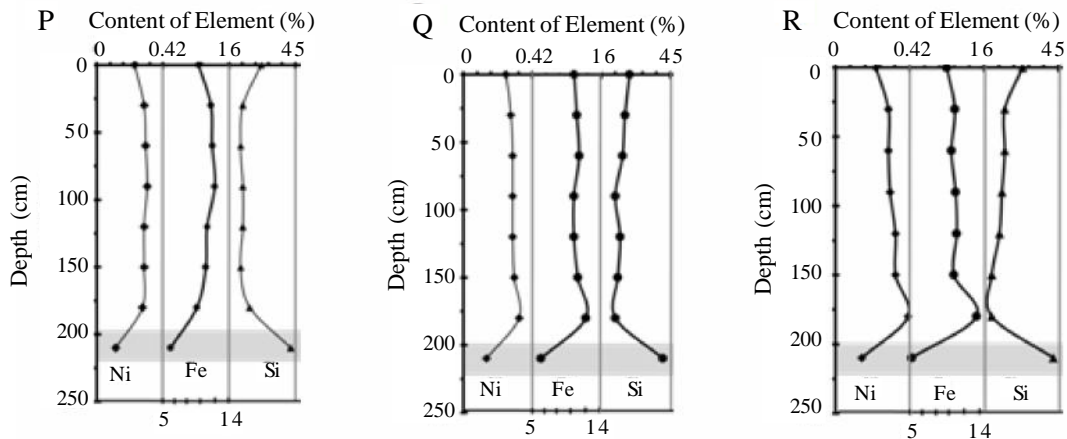 P Content of Element (%)
0 0.42 16 45
0
50
100
150
200
250
Depth (cm)
Ni Fe Si
5 14
Q Content of Element (%)
0 0.42 16 45
0
50
100
150
200
250
Depth (cm)
Ni Fe Si
5 14
R Content of Element (%)
0 0.42 16 45
0
50
100
150
200
250
Depth (cm)
Ni Fe Si
5 14